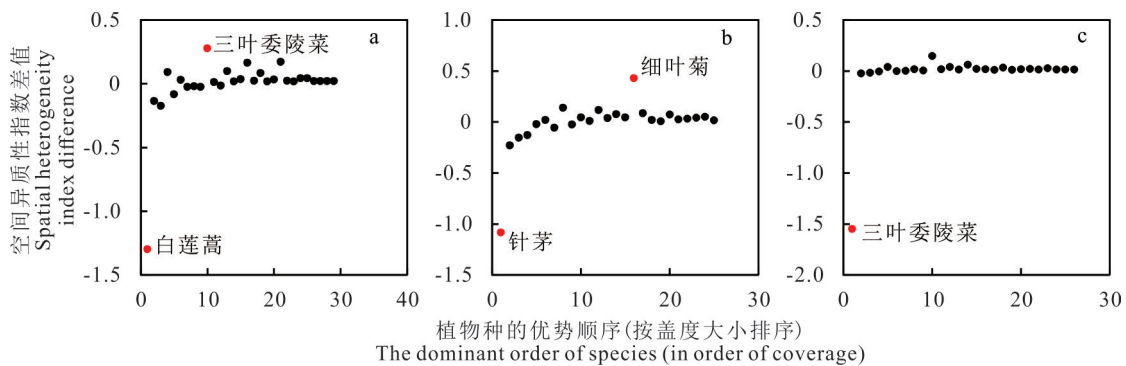 空间异质性指数差值
Spatial heterogeneity
index difference
0.5
0
-0.5
-1.0
-1.5
三叶委陵菜
a
白莲蒿
0
10
20
30
40
1.0
0.5
0
-0.5
-1.0
-1.5
b
细叶菊
针茅
0
10
20
30
0.5
0
-0.5
-1.0
-1.5
-2.0
c
三叶委陵菜
0
10
20
30
植物种的优势顺序(按盖度大小排序)
The dominant order of species (in order of coverage)